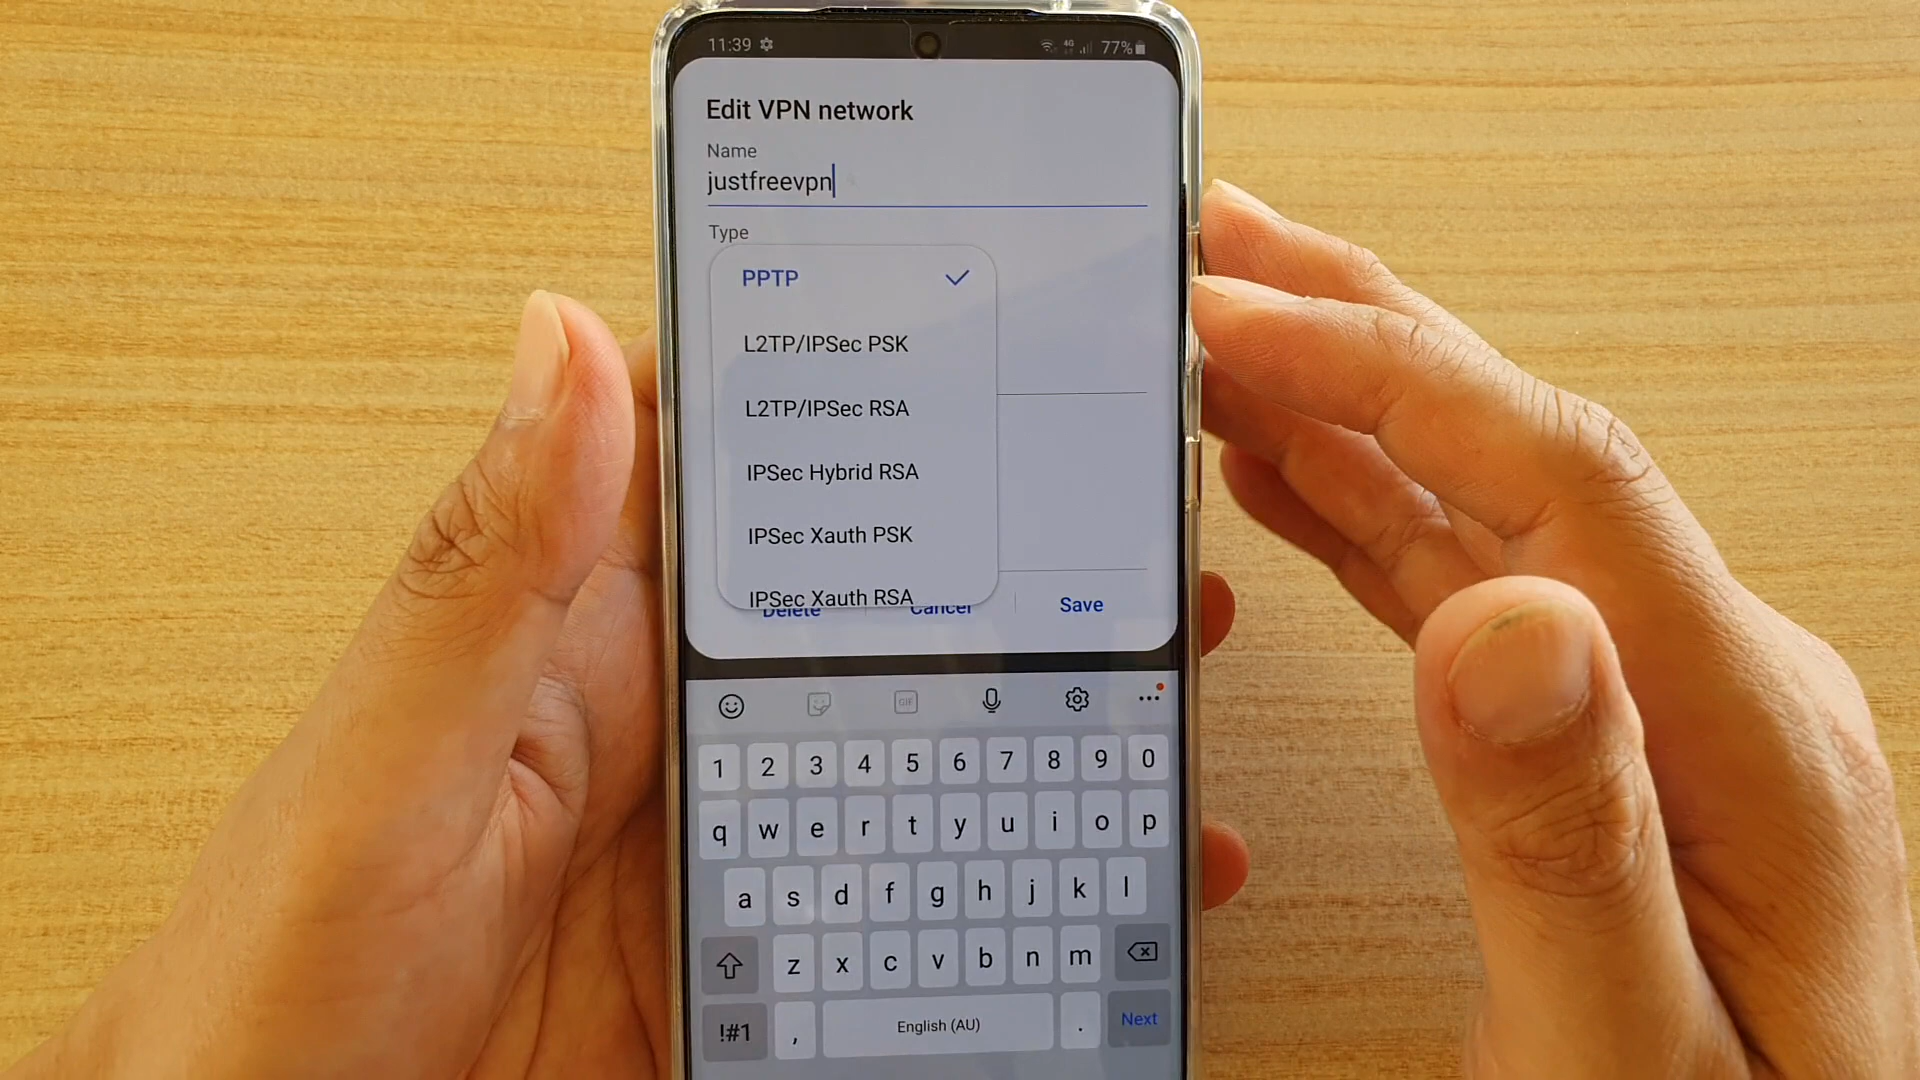 11:39 4G 77%
Edit VPN network
Name
justfreevpn
Type
PPTP
L2TP/IPSec PSK
L2TP/IPSec RSA
IPSec Hybrid RSA
IPSec Xauth PSK
IPSec Xauth RSA
Delete Cancel Save
GIF
1 2 3 4 5 6 7 8 9 0
q w e r t y u i o p
a s d f g h j k l
z x c v b n m
!#1 , English (AU) . Next